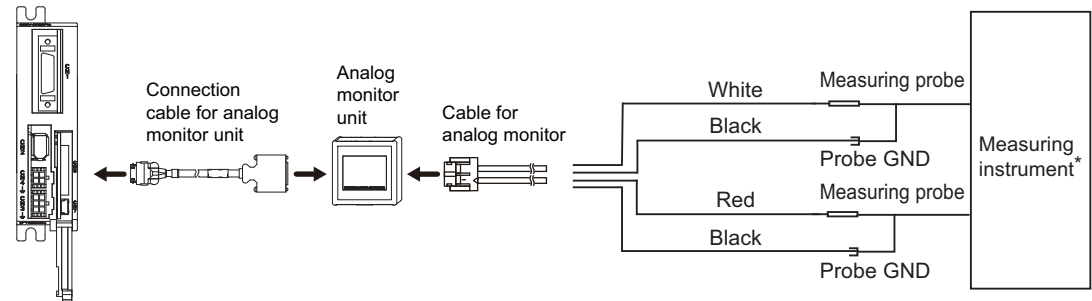 Connection
cable for analog
monitor unit
Analog
monitor
unit
Cable for
analog monitor
White
Measuring probe
Black
Probe GND
Red
Measuring probe
Black
Probe GND
Measuring
instrument*